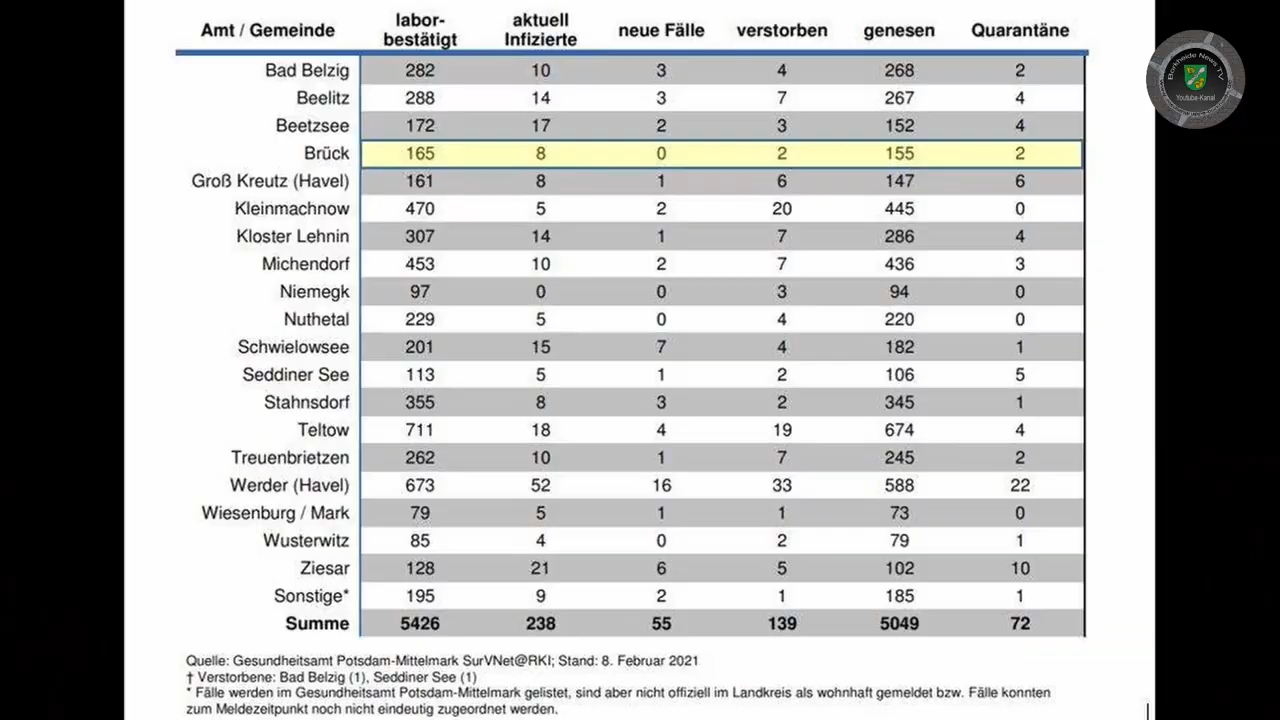 Amt / Gemeinde labor-bestätigt aktuell Infizierte neue Fälle verstorben genesen Quarantäne
Bad Belzig 282 10 3 4 268 2
Beelitz 288 14 3 7 267 4
Beetzsee 172 17 2 3 152 4
Brück 165 8 0 2 155 2
Groß Kreutz (Havel) 161 8 1 6 147 6
Kleinmachnow 470 5 2 20 445 0
Kloster Lehnin 307 14 1 7 286 4
Michendorf 453 10 2 7 436 3
Niemegk 97 0 0 3 94 0
Nuthetal 229 5 0 4 220 0
Schwielowsee 201 15 7 4 182 1
Seddiner See 113 5 1 2 106 5
Stahnsdorf 355 8 3 2 345 1
Teltow 711 18 4 19 674 4
Treuenbrietzen 262 10 1 7 245 2
Werder (Havel) 673 52 16 33 588 22
Wiesenburg / Mark 79 5 1 1 73 0
Wusterwitz 85 4 0 2 79 1
Ziesar 128 21 6 5 102 10
Sonstige* 195 9 2 1 185 1
Summe 5426 238 55 139 5049 72
Quelle: Gesundheitsamt Potsdam-Mittelmark SurVNet@RKI; Stand: 8. Februar 2021
† Verstorbene: Bad Belzig (1), Seddiner See (1)
* Fälle werden im Gesundheitsamt Potsdam-Mittelmark gelistet, sind aber nicht offiziell im Landkreis als wohnhaft gemeldet bzw. Fälle konnten
zum Meldezeitpunkt noch nicht eindeutig zugeordnet werden.
Borkheide News TV
Youtube-Kanal